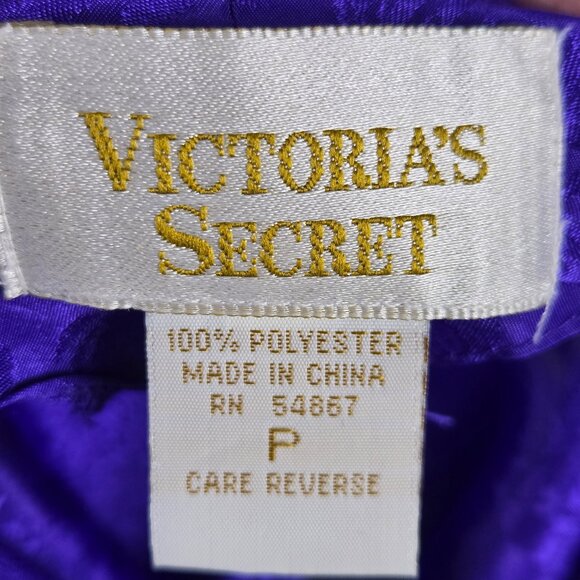 VICTORIA'S
SECRET
100% POLYESTER
MADE IN CHINA
RN 54867
P
CARE REVERSE